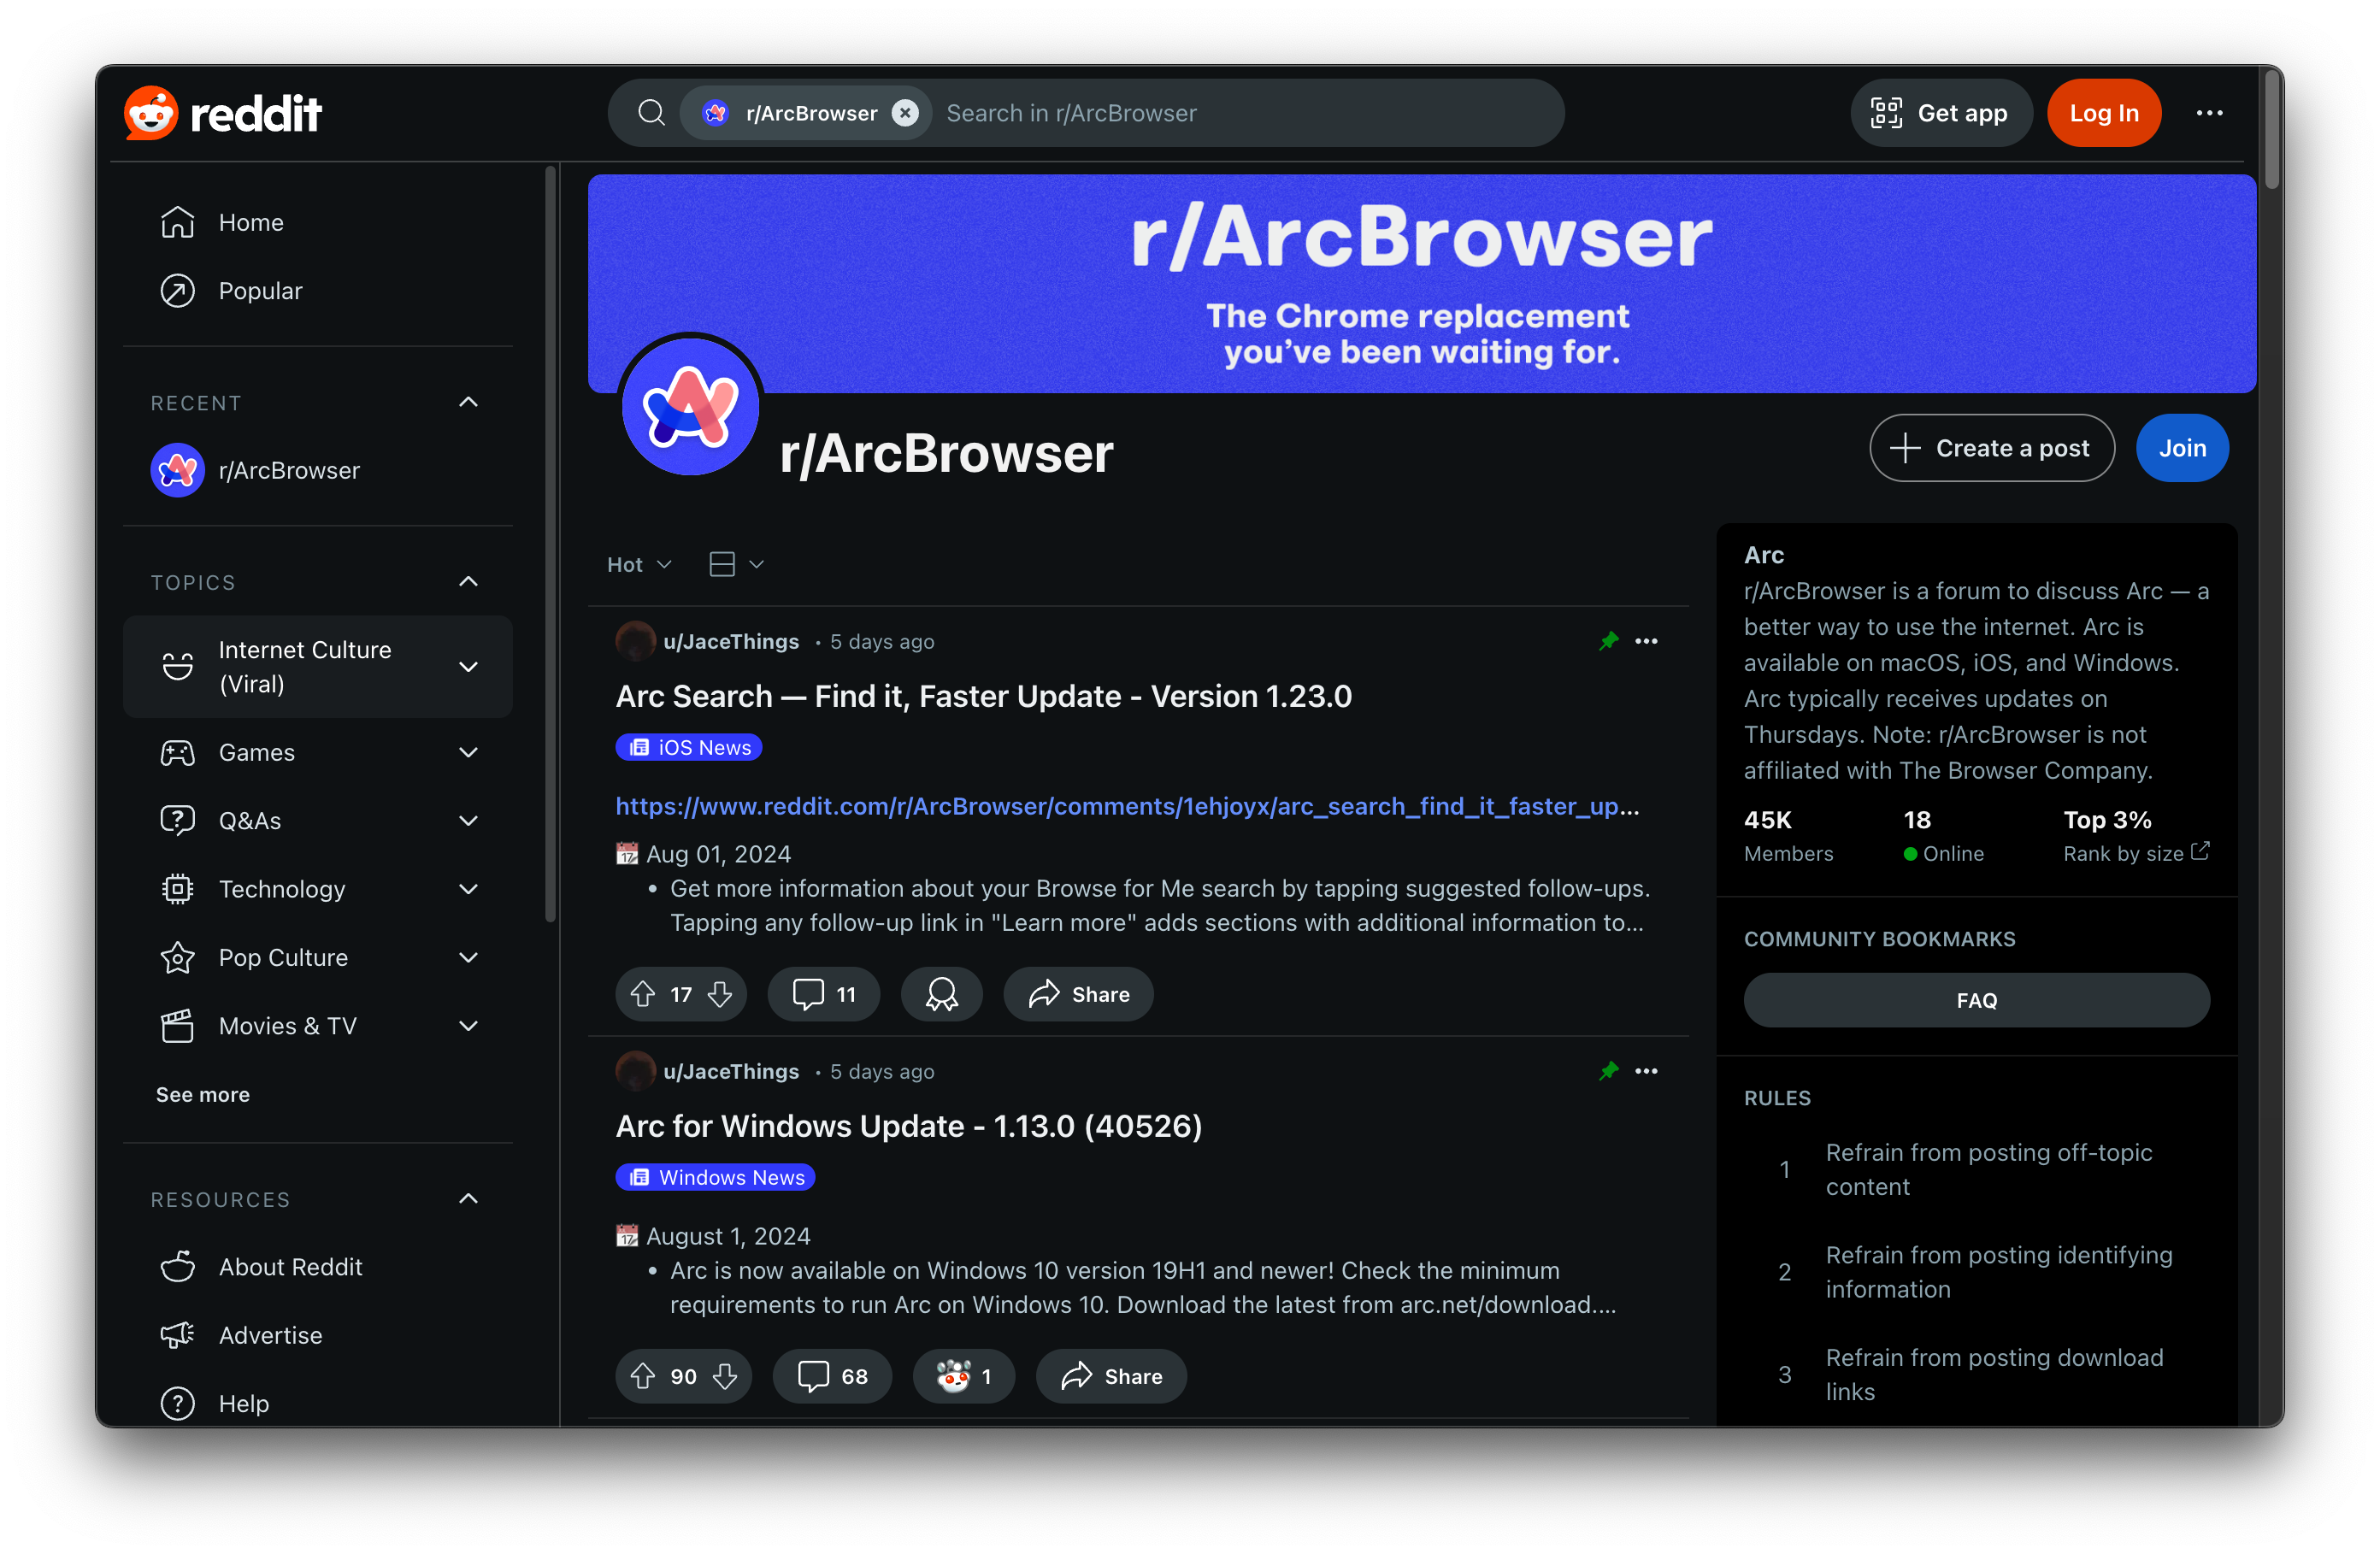 reddit
r/ArcBrowser
Search in r/ArcBrowser
Get app
Log In
Home
Popular
RECENT
r/ArcBrowser
TOPICS
Internet Culture
(Viral)
Games
Q&As
Technology
Pop Culture
Movies & TV
See more
RESOURCES
About Reddit
Advertise
Help
r/ArcBrowser
The Chrome replacement
you’ve been waiting for.
r/ArcBrowser
Create a post
Join
Hot
u/JaceThings • 5 days ago
Arc Search — Find it, Faster Update - Version 1.23.0
iOS News
https://www.reddit.com/r/ArcBrowser/comments/1ehjoyx/arc_search_find_it_faster_up...
📆 Aug 01, 2024
• Get more information about your Browse for Me search by tapping suggested follow-ups.
Tapping any follow-up link in "Learn more" adds sections with additional information to...
17
11
Share
u/JaceThings • 5 days ago
Arc for Windows Update - 1.13.0 (40526)
Windows News
📆 August 1, 2024
• Arc is now available on Windows 10 version 19H1 and newer! Check the minimum
requirements to run Arc on Windows 10. Download the latest from arc.net/download....
90
68
1
Share
Arc
r/ArcBrowser is a forum to discuss Arc — a
better way to use the internet. Arc is
available on macOS, iOS, and Windows.
Arc typically receives updates on
Thursdays. Note: r/ArcBrowser is not
affiliated with The Browser Company.
45K
Members
18
Online
Top 3%
Rank by size
COMMUNITY BOOKMARKS
FAQ
RULES
1
Refrain from posting off-topic
content
2
Refrain from posting identifying
information
3
Refrain from posting download
links